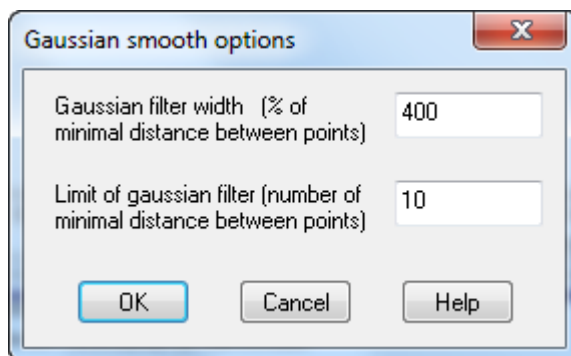 Gaussian smooth options
Gaussian filter width (% of
minimal distance between points)
400
Limit of gaussian filter (number of
minimal distance between points)
10
OK
Cancel
Help